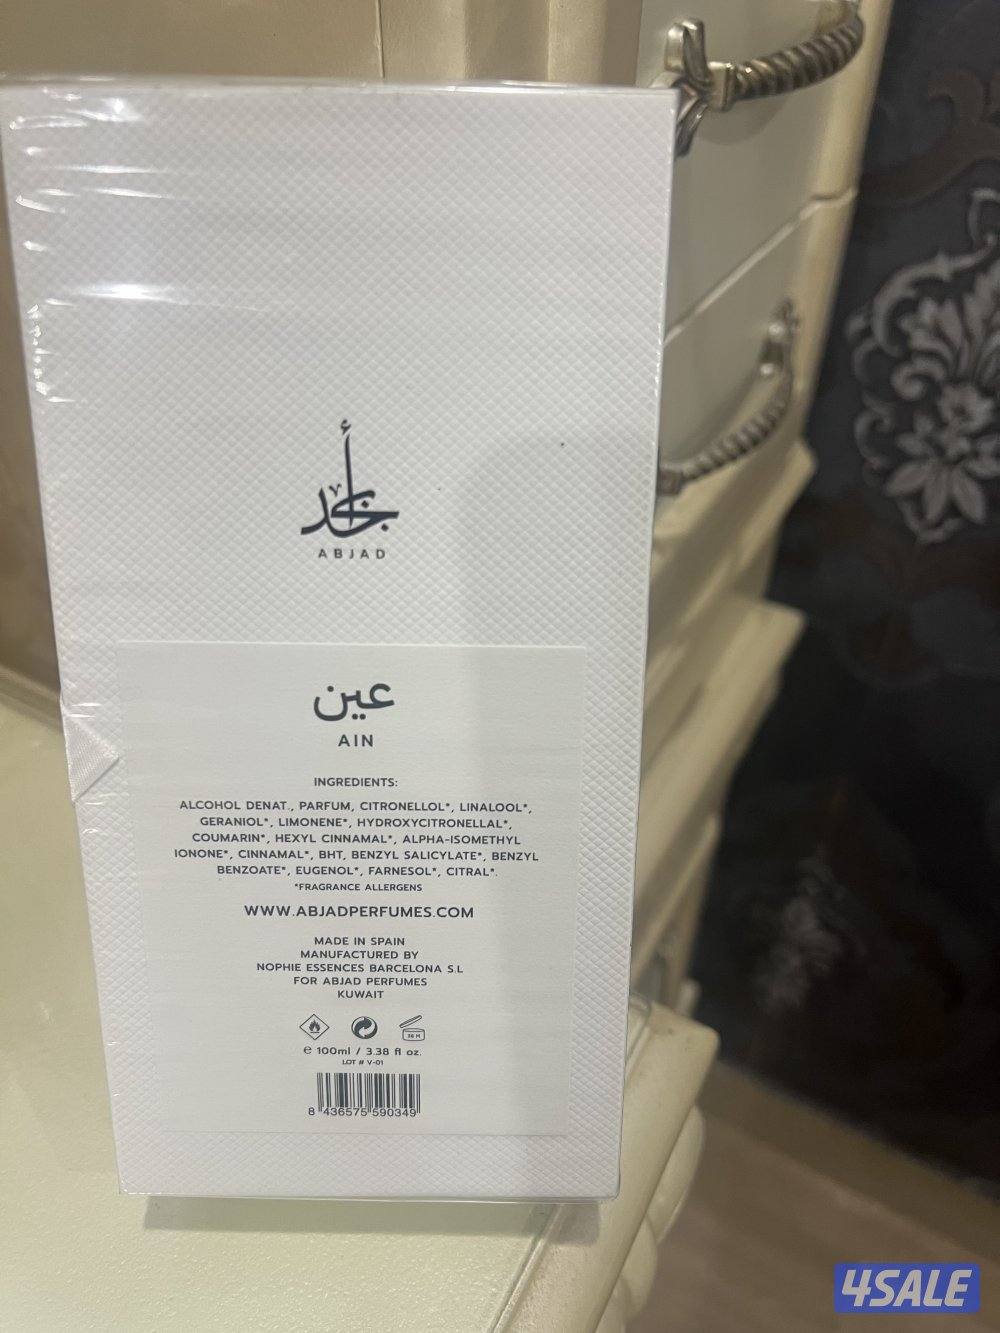 أبجد
ABJAD
عين
AIN
INGREDIENTS:
ALCOHOL DENAT., PARFUM, CITRONELLOL*, LINALOOL*,
GERANIOL*, LIMONENE*, HYDROXYCITRONELLAL*,
COUMARIN*, HEXYL CINNAMAL*, ALPHA-ISOMETHYL
IONONE*, CINNAMAL*, BHT, BENZYL SALICYLATE*, BENZYL
BENZOATE*, EUGENOL*, FARNESOL*, CITRAL*.
*FRAGRANCE ALLERGENS
WWW.ABJADPERFUMES.COM
MADE IN SPAIN
MANUFACTURED BY
NOPHIE ESSENCES BARCELONA S.L
FOR ABJAD PERFUMES
KUWAIT
36 M
e 100ml / 3.38 fl oz.
LOT # V-01
8 436575 590349
4SALE